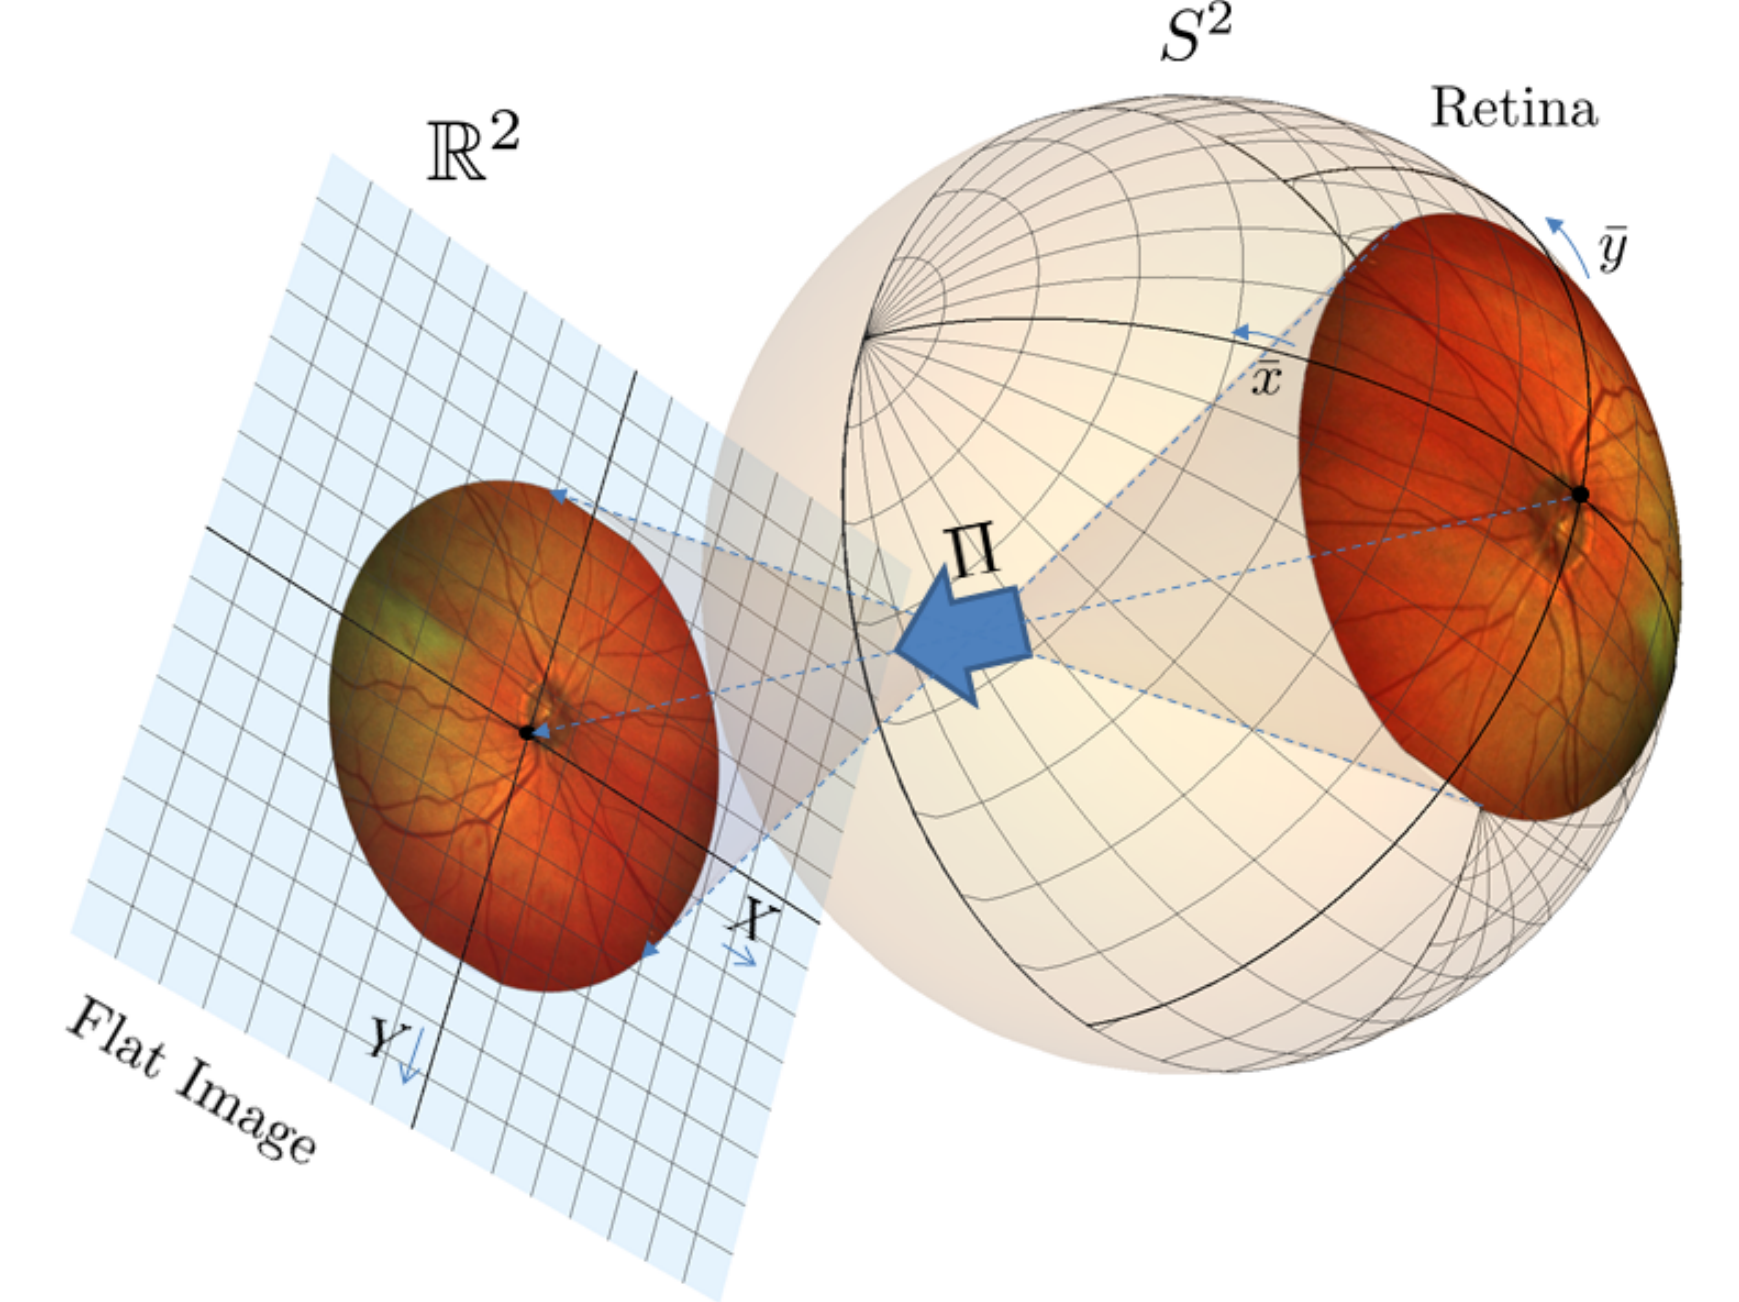 S²
Retina
ℝ²
ȳ
x̄
Π
X
Y
Flat Image